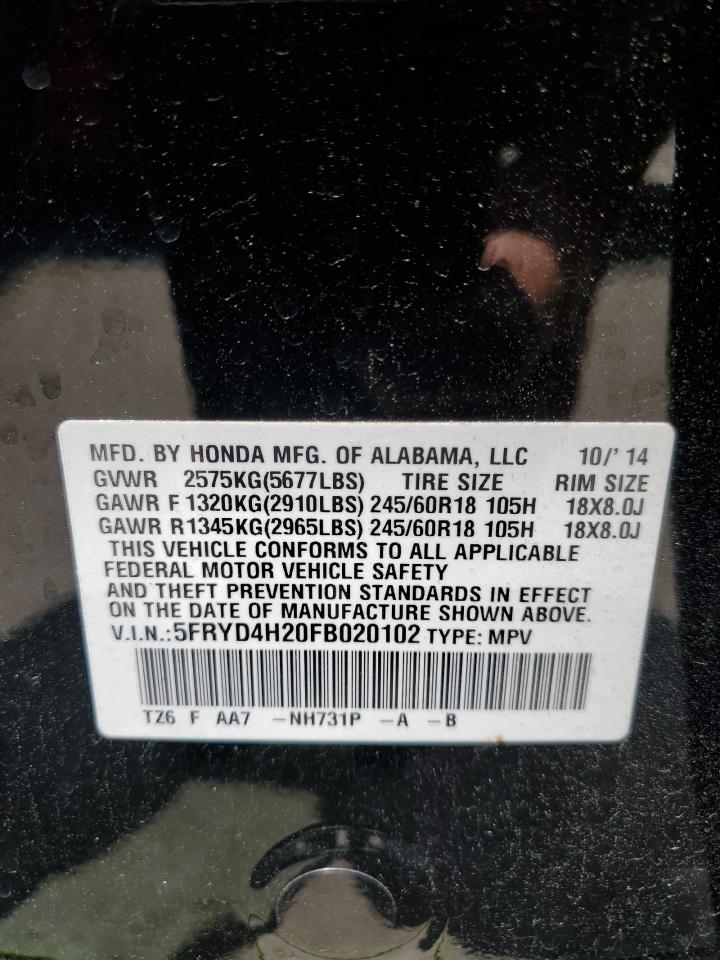 MFD. BY HONDA MFG. OF ALABAMA, LLC 10/' 14
GVWR 2575KG(5677LBS) TIRE SIZE RIM SIZE
GAWR F 1320KG(2910LBS) 245/60R18 105H 18X8.0J
GAWR R1345KG(2965LBS) 245/60R18 105H 18X8.0J
THIS VEHICLE CONFORMS TO ALL APPLICABLE
FEDERAL MOTOR VEHICLE SAFETY
AND THEFT PREVENTION STANDARDS IN EFFECT
ON THE DATE OF MANUFACTURE SHOWN ABOVE.
V.I.N.:5FRYD4H20FB020102 TYPE: MPV
TZ6 F AA7 -NH731P -A -B